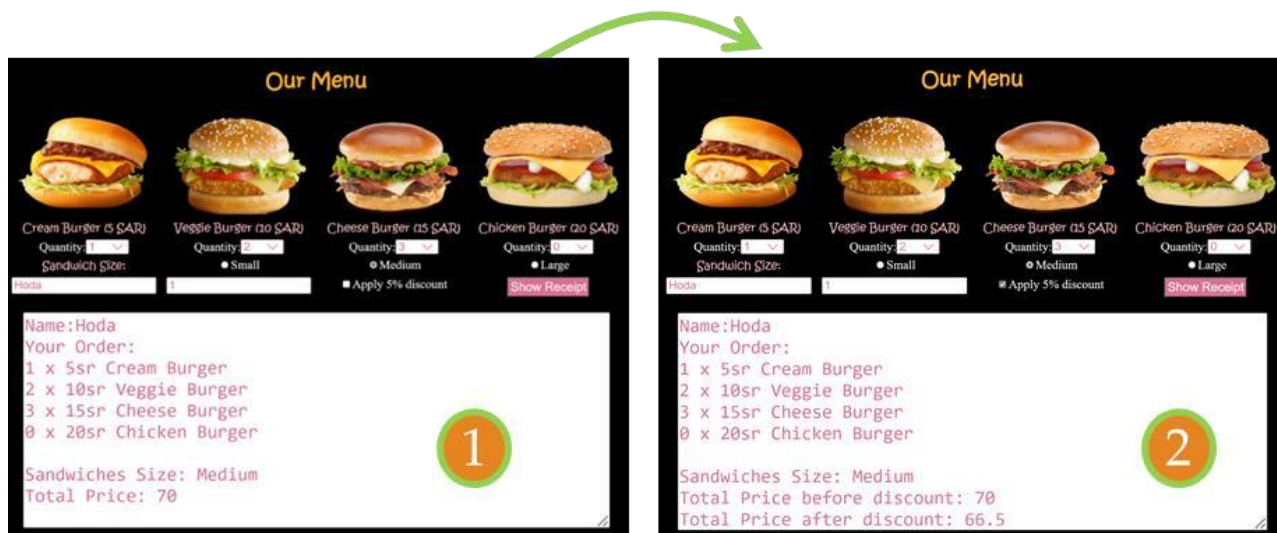 Our Menu
Cream Burger (5 SAR) Veggie Burger (10 SAR) Cheese Burger (15 SAR) Chicken Burger (20 SAR)
Quantity: 1 Quantity: 2 Quantity: 3 Quantity: 0
Sandwich Size: Small Medium Large
Hoda 1 Apply 5% discount Show Receipt
Name:Hoda
Your Order:
1 x 5sr Cream Burger
2 x 10sr Veggie Burger
3 x 15sr Cheese Burger
0 x 20sr Chicken Burger
Sandwiches Size: Medium
Total Price: 70
1
Our Menu
Cream Burger (5 SAR) Veggie Burger (10 SAR) Cheese Burger (15 SAR) Chicken Burger (20 SAR)
Quantity: 1 Quantity: 2 Quantity: 3 Quantity: 0
Sandwich Size: Small Medium Large
Hoda 1 Apply 5% discount Show Receipt
Name:Hoda
Your Order:
1 x 5sr Cream Burger
2 x 10sr Veggie Burger
3 x 15sr Cheese Burger
0 x 20sr Chicken Burger
Sandwiches Size: Medium
Total Price before discount: 70
Total Price after discount: 66.5
2